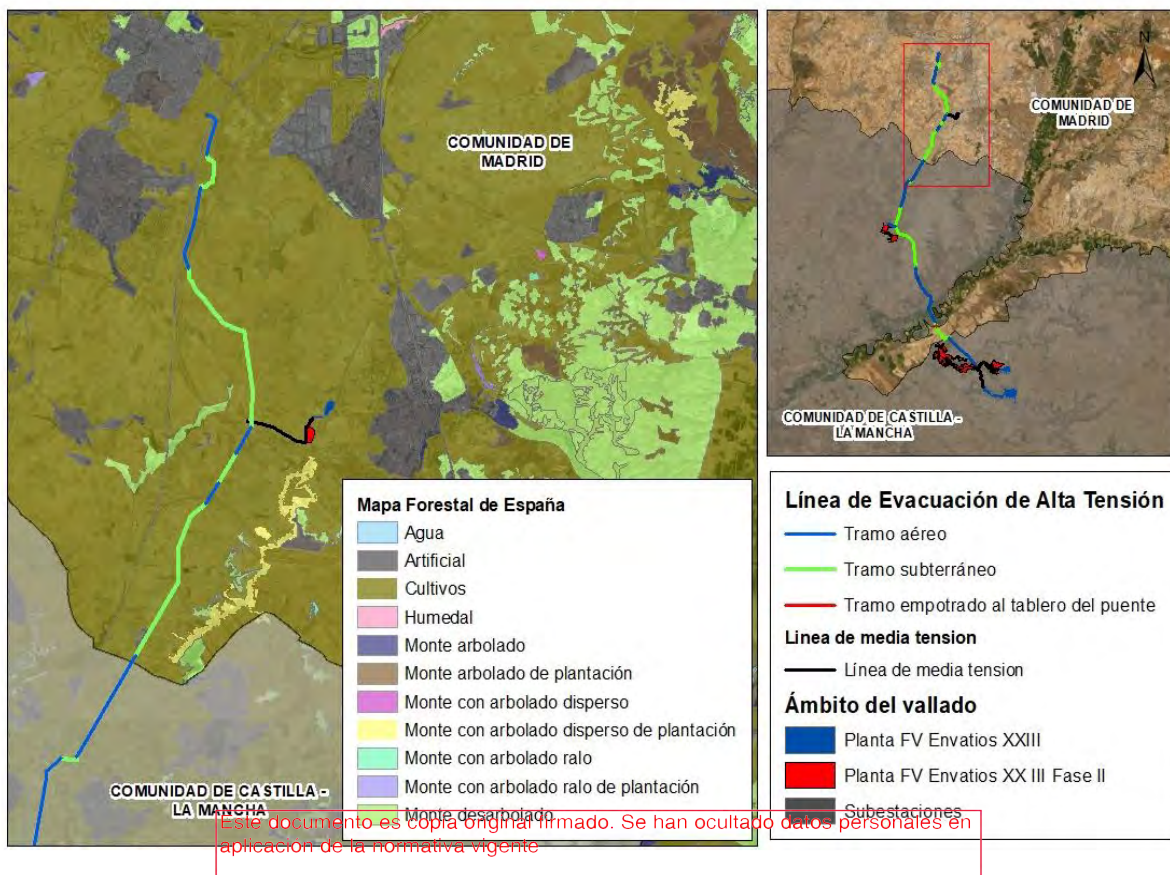 COMUNIDAD DE
MADRID
COMUNIDAD DE CASTILLA -
LA MANCHA
Mapa Forestal de España
Agua
Artificial
Cultivos
Humedal
Monte arbolado
Monte arbolado de plantación
Monte con arbolado disperso
Monte con arbolado disperso de plantación
Monte con arbolado ralo
Monte con arbolado ralo de plantación
Monte desarbolado
N
COMUNIDAD DE
MADRID
COMUNIDAD DE CASTILLA -
LA MANCHA
Línea de Evacuación de Alta Tensión
Tramo aéreo
Tramo subterráneo
Tramo empotrado al tablero del puente
Linea de media tension
Línea de media tension
Ámbito del vallado
Planta FV Envatios XXIII
Planta FV Envatios XX III Fase II
Subestaciones
Este documento es copia original firmado. Se han ocultado datos personales en
aplicación de la normativa vigente